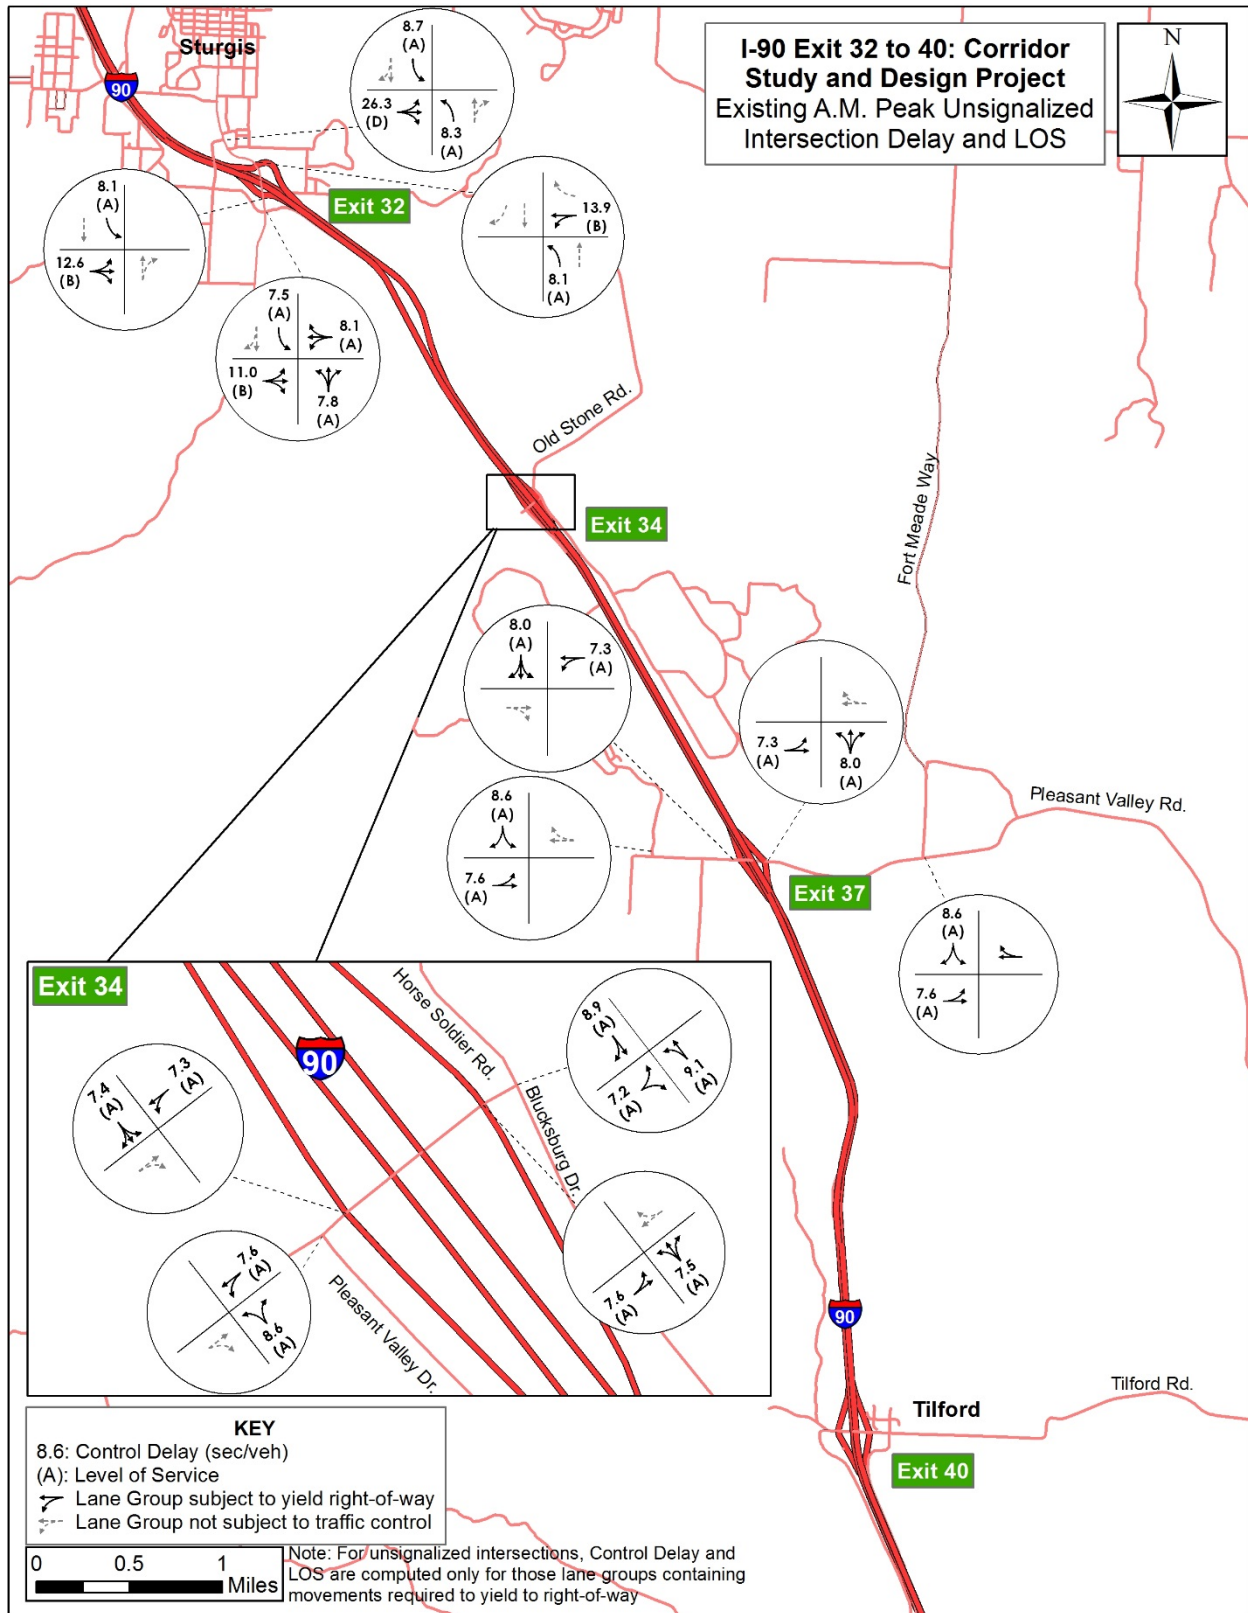 Sturgis
90
I-90 Exit 32 to 40: Corridor
Study and Design Project
Existing A.M. Peak Unsignalized
Intersection Delay and LOS
N
8.7
(A)
26.3
(D)
8.3
(A)
Exit 32
8.1
(A)
12.6
(B)
13.9
(B)
8.1
(A)
7.5
(A)
8.1
(A)
11.0
(B)
7.8
(A)
Old Stone Rd.
Exit 34
Fort Meade Way
8.0
(A)
7.3
(A)
7.3
(A)
8.0
(A)
8.6
(A)
7.6
(A)
Pleasant Valley Rd.
Exit 37
8.6
(A)
7.6
(A)
Exit 34
90
Horse Soldier Rd.
Blucksburg Dr.
8.9
(A)
7.2
(A)
9.1
(A)
7.4
(A)
7.3
(A)
7.6
(A)
8.6
(A)
7.6
(A)
7.5
(A)
Pleasant Valley Dr.
90
Tilford
Tilford Rd.
Exit 40
KEY
8.6: Control Delay (sec/veh)
(A): Level of Service
Lane Group subject to yield right-of-way
Lane Group not subject to traffic control
0 0.5 1
Miles
Note: For unsignalized intersections, Control Delay and
LOS are computed only for those lane groups containing
movements required to yield to right-of-way